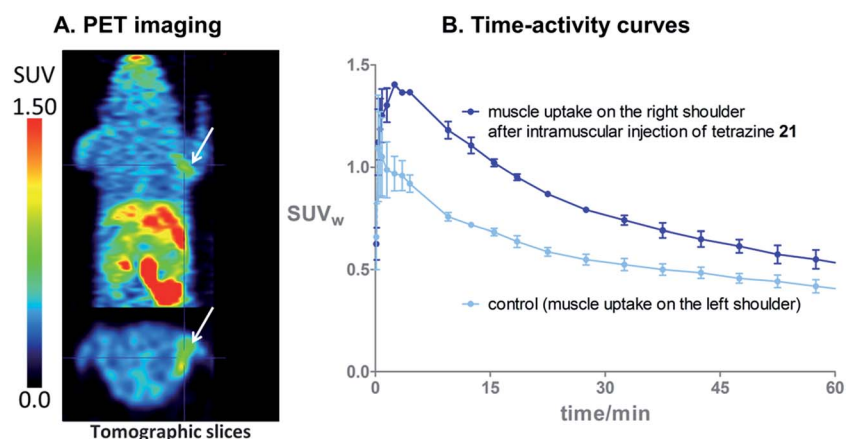 A. PET imaging
SUV
1.50
0.0
Tomographic slices
B. Time-activity curves
1.5
1.0
0.5
0.0
SUVw
muscle uptake on the right shoulder
after intramuscular injection of tetrazine 21
control (muscle uptake on the left shoulder)
0 15 30 45 60
time/min